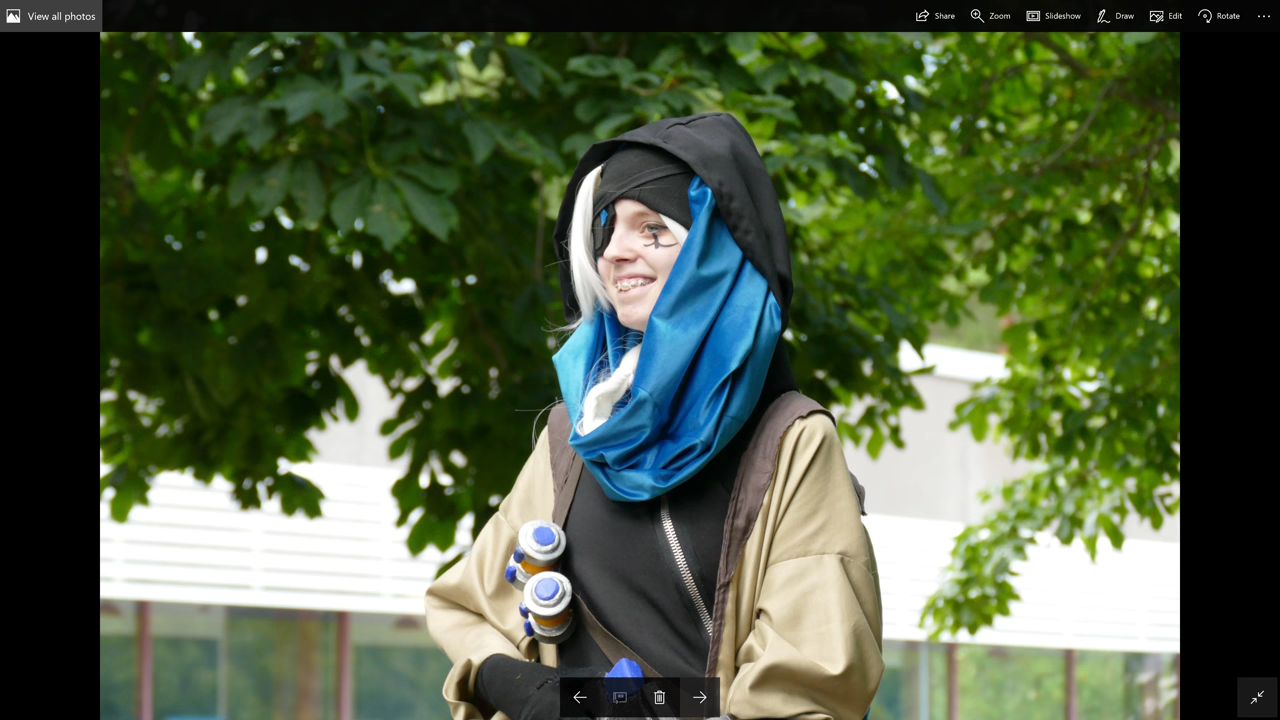 View all photos
Share
Zoom
Slideshow
Draw
Edit
Rotate